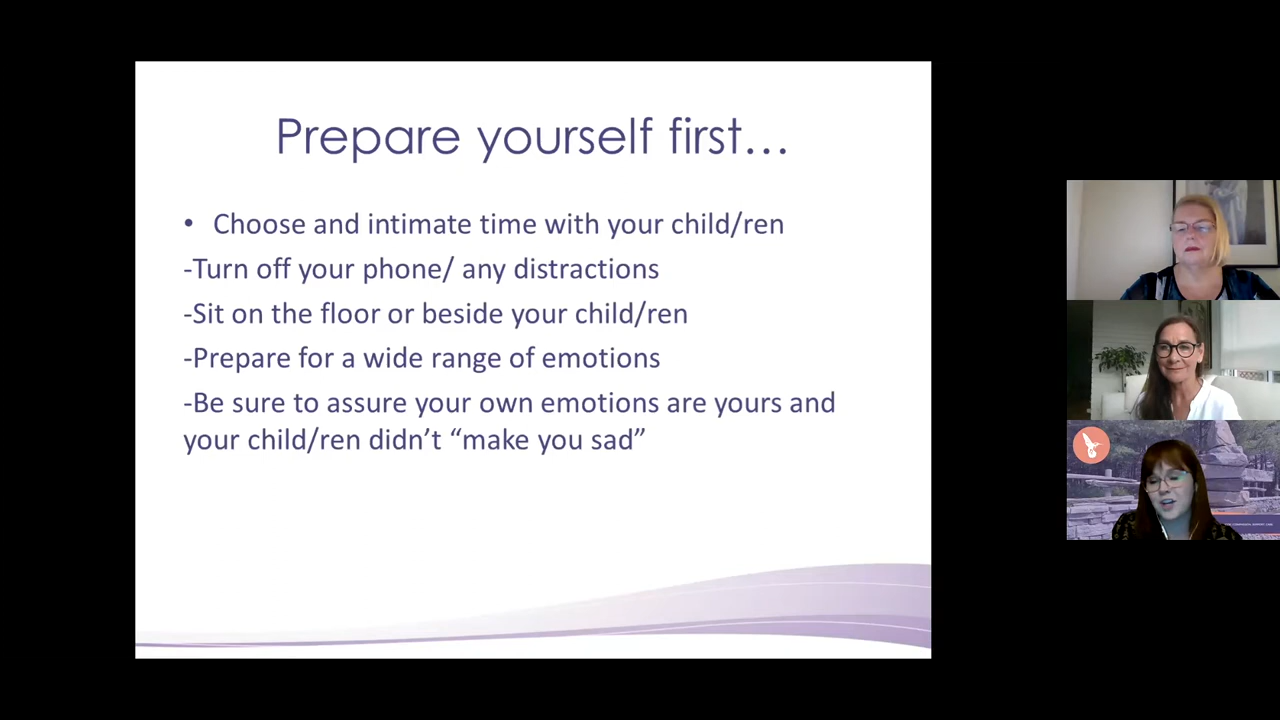 Prepare yourself first…
• Choose and intimate time with your child/ren
-Turn off your phone/ any distractions
-Sit on the floor or beside your child/ren
-Prepare for a wide range of emotions
-Be sure to assure your own emotions are yours and
your child/ren didn’t “make you sad”